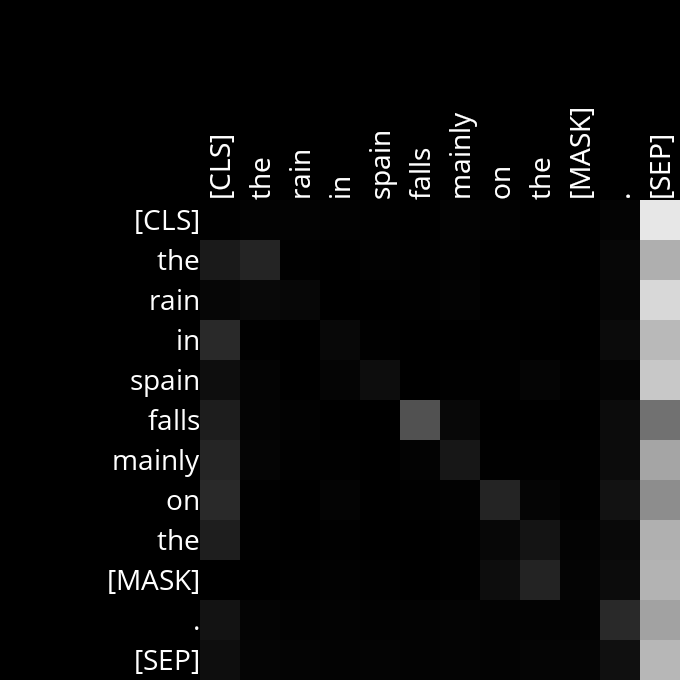 [CLS] the rain in spain falls mainly on the [MASK] . [SEP]
[CLS]
the
rain
in
spain
falls
mainly
on
the
[MASK]
.
[SEP]